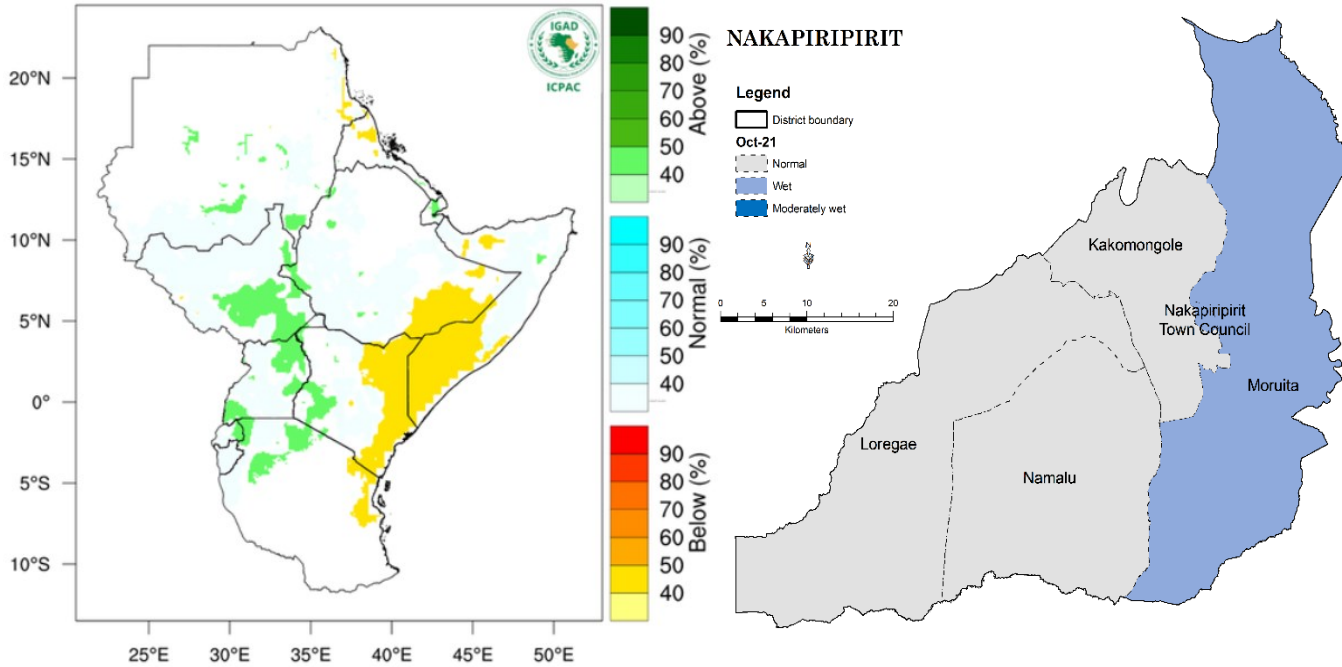 IGAD
ICPAC
20°N
15°N
10°N
5°N
0°
5°S
10°S
25°E
30°E
35°E
40°E
45°E
50°E
90
80
70
60
50
40
Above (%)
90
80
70
60
50
40
Normal (%)
90
80
70
60
50
40
Below (%)
NAKAPIRIPIRIT
Legend
District boundary
Oct-21
Normal
Wet
Moderately wet
0
5
10
20
Kilometers
Kakomongole
Nakapiripirit
Town Council
Moruita
Loregae
Namalu